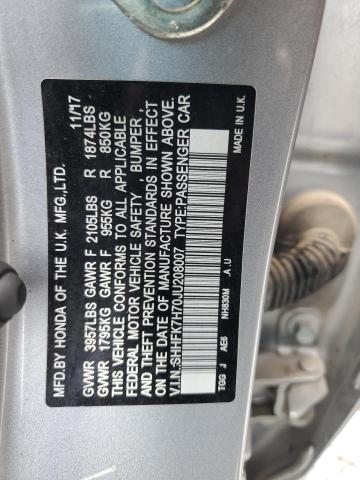 MFD.BY HONDA OF THE U.K. MFG.,LTD. 11/17
GVWR 3957LBS GAWR F 2105LBS R 1874LBS
GVWR 1795KG GAWR F 955KG R 850KG
THIS VEHICLE CONFORMS TO ALL APPLICABLE
FEDERAL MOTOR VEHICLE SAFETY, BUMPER,
AND THEFT PREVENTION STANDARDS IN EFFECT
ON THE DATE OF MANUFACTURE SHOWN ABOVE.
V.I.N.:SHHFK7H70JU208007 TYPE:PASSENGER CAR
NH830M .A.U MADE IN U.K.
TGG J AE6